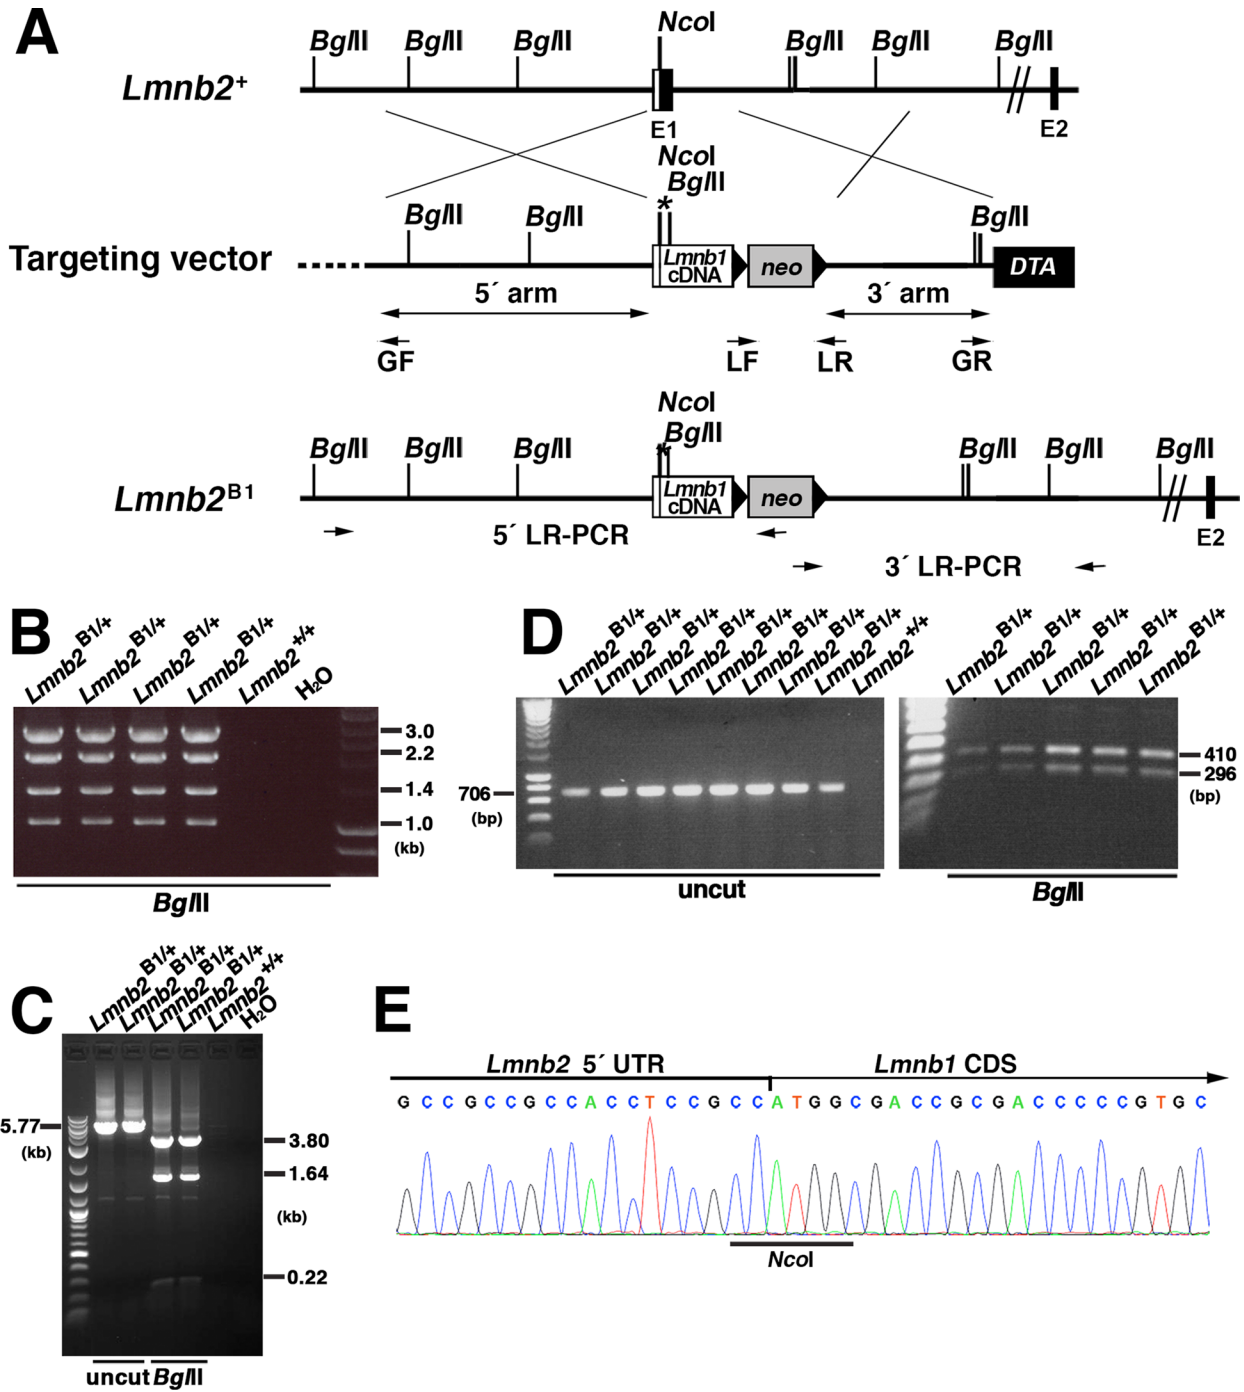 A
NcoI
BglII BglII BglII BglII BglII BglII
Lmnb2+
E1 E2
NcoI
BglII
*
BglII BglII BglII
Targeting vector
Lmnb1 cDNA neo DTA
5´ arm 3´ arm
GF LF LR GR
NcoI
BglII
*
BglII BglII BglII BglII BglII BglII
Lmnb2B1
Lmnb1 cDNA neo
E2
5´ LR-PCR
3´ LR-PCR
B
Lmnb2B1/+ Lmnb2B1/+ Lmnb2B1/+ Lmnb2B1/+ Lmnb2+/+ H2O
3.0
2.2
1.4
1.0
(kb)
BglII
D
Lmnb2B1/+ Lmnb2B1/+ Lmnb2B1/+ Lmnb2B1/+ Lmnb2B1/+ Lmnb2B1/+ Lmnb2B1/+ Lmnb2B1/+ Lmnb2+/+
706
(bp)
uncut
Lmnb2B1/+ Lmnb2B1/+ Lmnb2B1/+ Lmnb2B1/+ Lmnb2B1/+
410
296
(bp)
BglII
C
Lmnb2B1/+ Lmnb2B1/+ Lmnb2B1/+ Lmnb2B1/+ Lmnb2+/+ H2O
5.77
(kb)
3.80
1.64
(kb)
0.22
uncut BglII
E
Lmnb2 5´ UTR Lmnb1 CDS
G C C G C C G C C A C C T C C G C C A T G G C G A C C G C G A C C C C C G T G C
NcoI